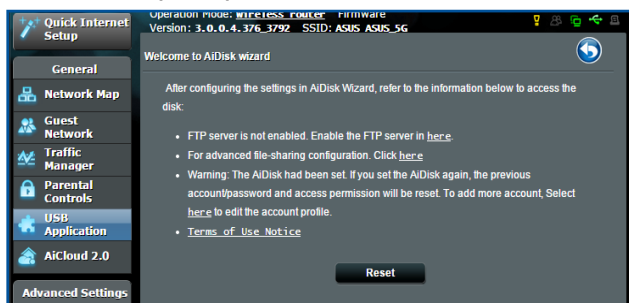 Quick Internet
Setup
General
Network Map
Guest
Network
Traffic
Manager
Parental
Controls
USB
Application
AiCloud 2.0
Advanced Settings
Operation Mode: Wireless router Firmware
Version: 3.0.0.4.376_3792 SSID: ASUS ASUS_5G
Welcome to AiDisk wizard
After configuring the settings in AiDisk Wizard, refer to the information below to access the
disk:
• FTP server is not enabled. Enable the FTP server in here.
• For advanced file-sharing configuration. Click here
• Warning: The AiDisk had been set. If you set the AiDisk again, the previous
account/password and access permission will be reset. To add more account, Select
here to edit the account profile.
• Terms of Use Notice
Reset